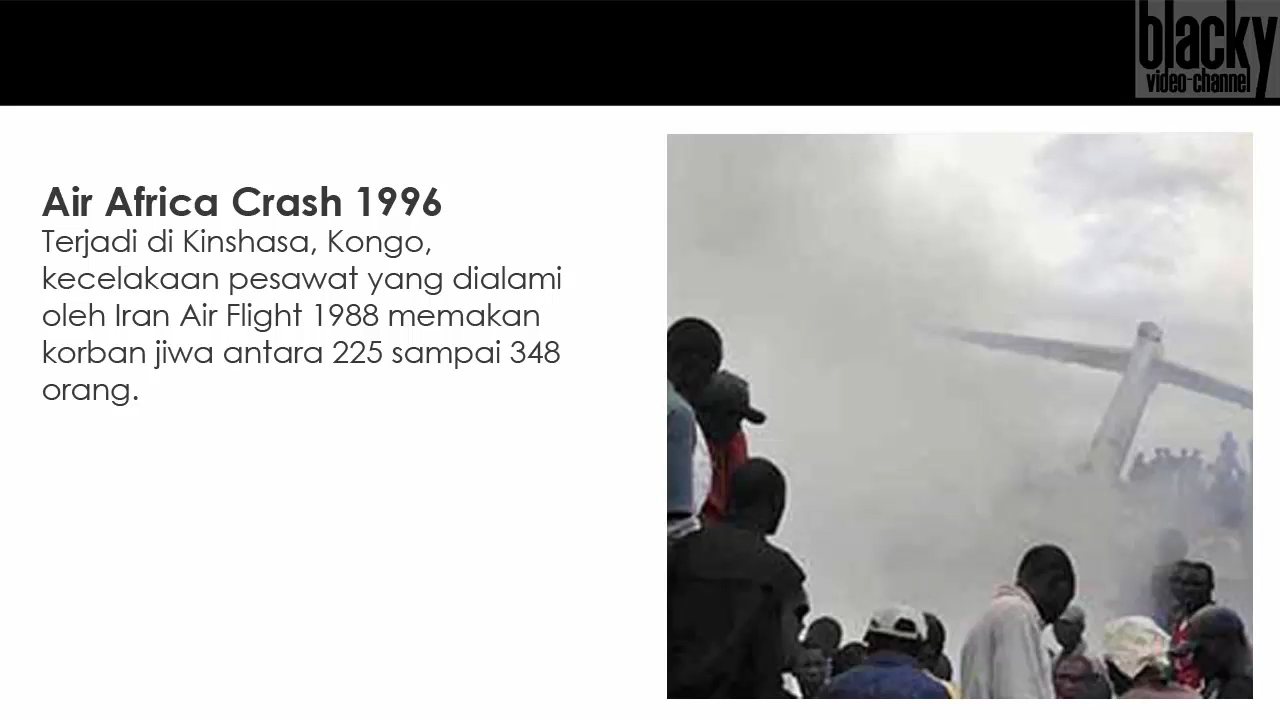 blacky
video-channel
Air Africa Crash 1996
Terjadi di Kinshasa, Kongo,
kecelakaan pesawat yang dialami
oleh Iran Air Flight 1988 memakan
korban jiwa antara 225 sampai 348
orang.